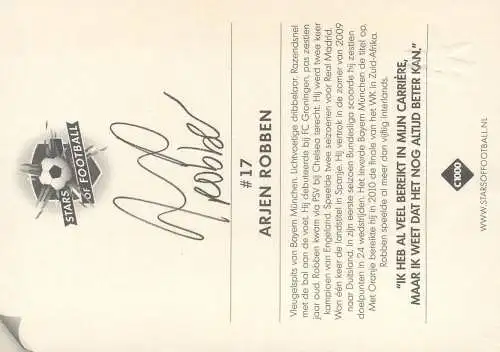 STARS
OF FOOTBALL
Robben
#17
ARJEN ROBBEN
Vleugelspits van Bayern München. Lichtvoetige dribbelaar. Razendsnel
met de bal aan de voet. Hij debuteerde bij FC Groningen, pas zestien
jaar oud. Robben kwam via PSV bij Chelsea terecht. Hij werd twee keer
kampioen van Engeland. Speelde twee seizoenen voor Real Madrid.
Won één keer de landstitel in Spanje. Hij vertrok in de zomer van 2009
naar Duitsland. In zijn eerste seizoen Bundesliga scoorde hij zestien
doelpunten in 24 wedstrijden. Het leverde Bayern München de titel op.
Met Oranje bereikte hij in 2010 de finale van het WK in Zuid-Afrika.
Robben speelde al meer dan vijftig interlands.
"IK HEB AL VEEL BEREIKT IN MIJN CARRIÈRE,
MAAR IK WEET DAT HET NOG ALTIJD BETER KAN."
C1000
WWW.STARSOFFOOTBALL.NL